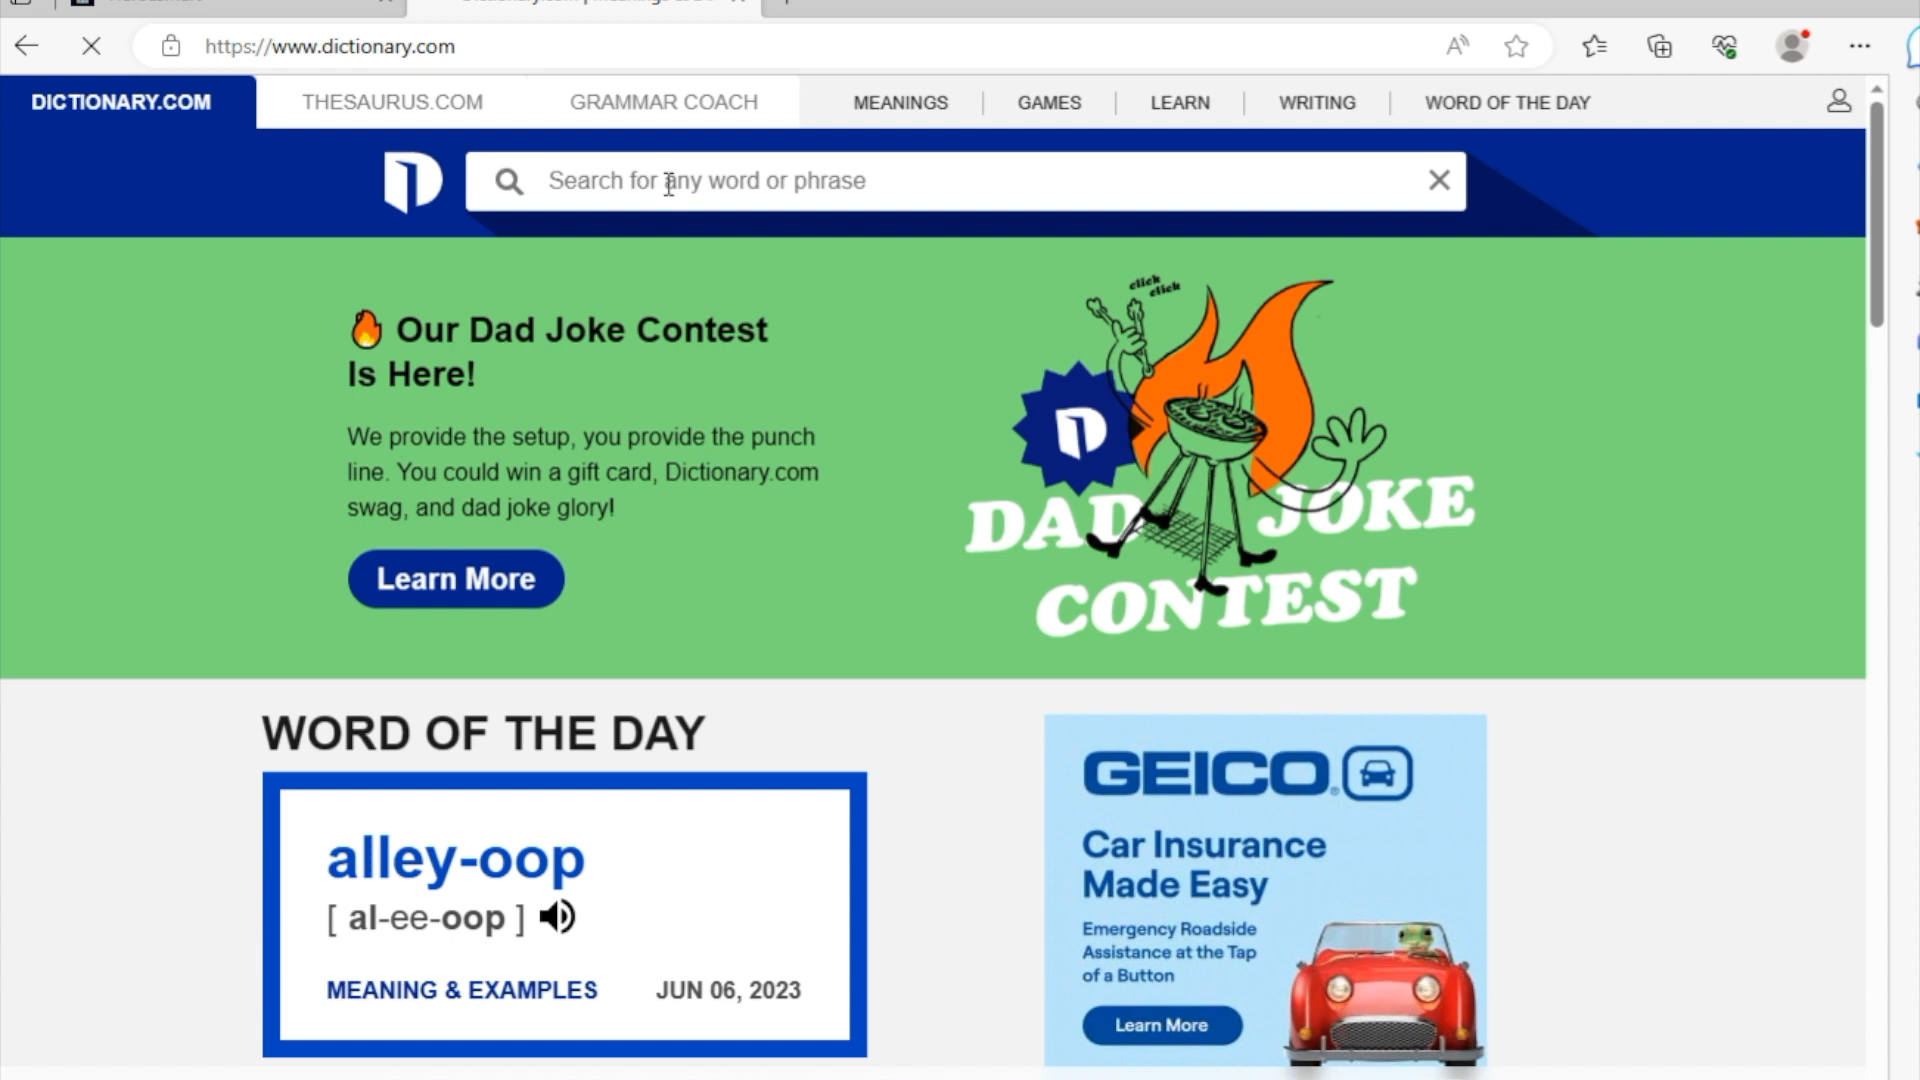 https://www.dictionary.com
DICTIONARY.COM
THESAURUS.COM
GRAMMAR COACH
MEANINGS
GAMES
LEARN
WRITING
WORD OF THE DAY
Search for any word or phrase
Our Dad Joke Contest
Is Here!
We provide the setup, you provide the punch
line. You could win a gift card, Dictionary.com
swag, and dad joke glory!
Learn More
click
click
DAD JOKE
CONTEST
WORD OF THE DAY
alley-oop
[ al-ee-oop ]
MEANING & EXAMPLES
JUN 06, 2023
GEICO
Car Insurance
Made Easy
Emergency Roadside
Assistance at the Tap
of a Button
Learn More